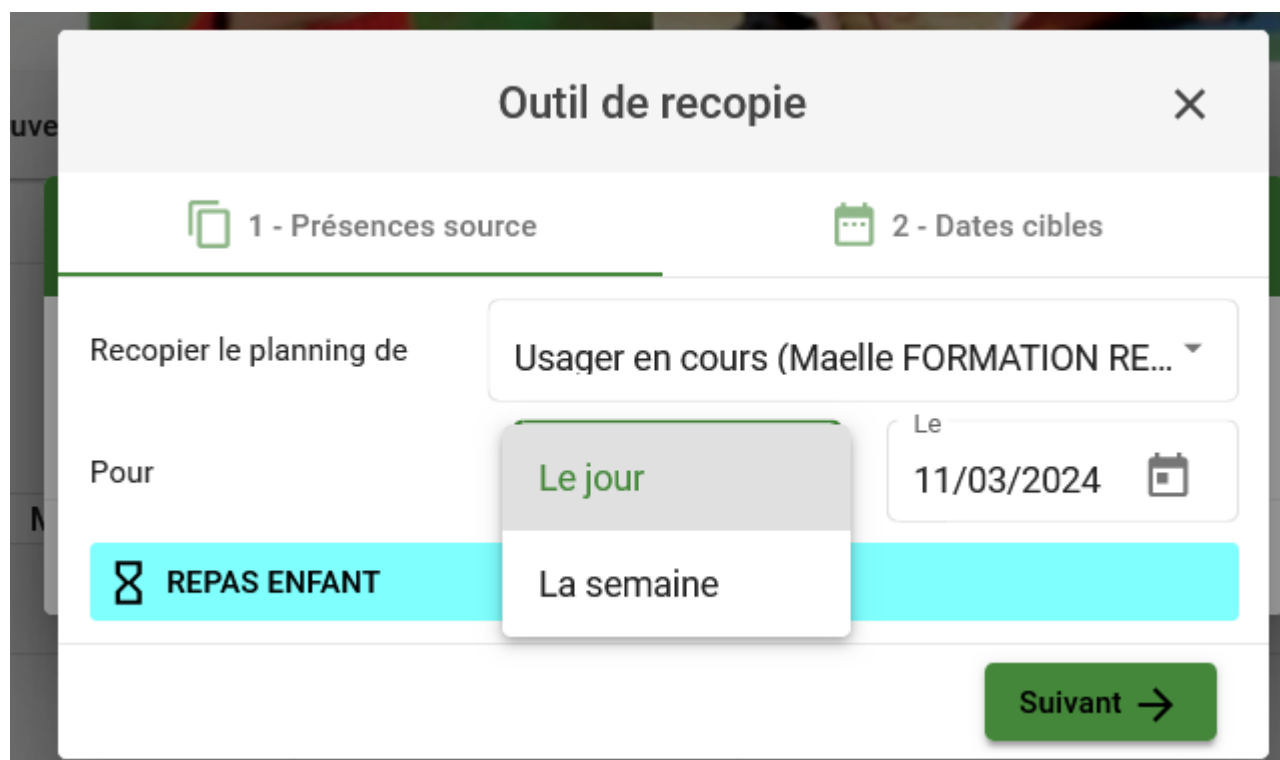 Outil de recopie
uve
1 - Présences source
2 - Dates cibles
Recopier le planning de
Usager en cours (Maelle FORMATION RE...
Pour
Le jour
Le
11/03/2024
La semaine
REPAS ENFANT
Suivant